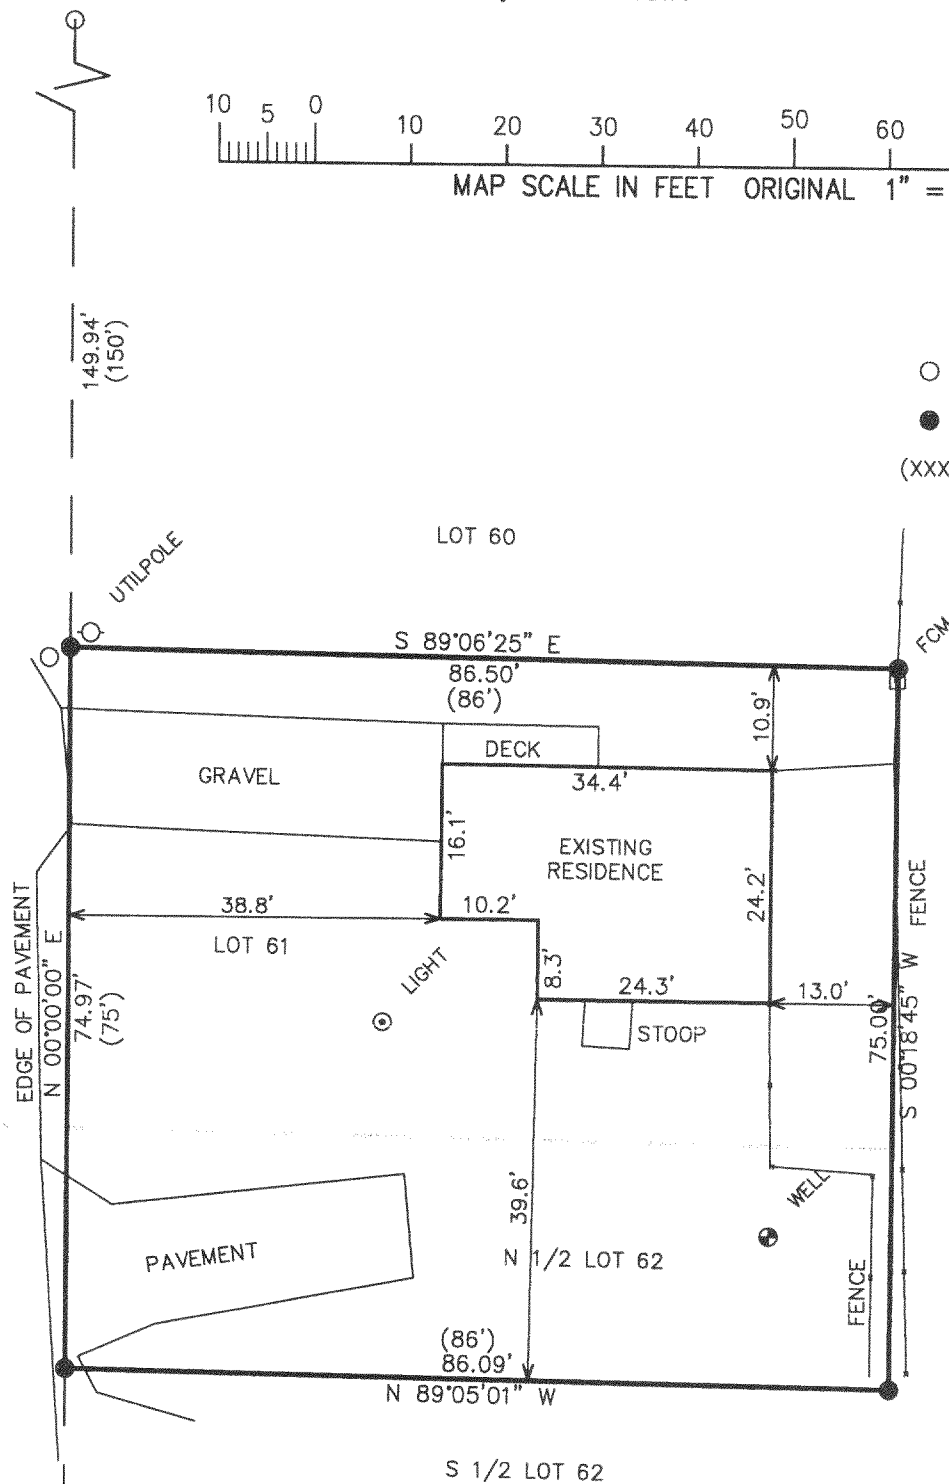 10 5 0 10 20 30 40 50 60
MAP SCALE IN FEET ORIGINAL 1" =
149.94'
(150')
(XXX
LOT 60
UTILPOLE
FCM
S 89°06'25" E
86.50'
(86')
10.9'
DECK
GRAVEL
34.4'
16.1'
EXISTING
RESIDENCE
24.2'
FENCE
38.8'
10.2'
LOT 61
LIGHT
8.3'
24.3'
13.0'
STOOP
EDGE OF PAVEMENT
N 00°00'00" E
74.97'
(75')
75.00'
S 00°18'45" W
39.6'
WELL
PAVEMENT
N 1/2 LOT 62
FENCE
(86')
86.09'
N 89°05'01" W
S 1/2 LOT 62